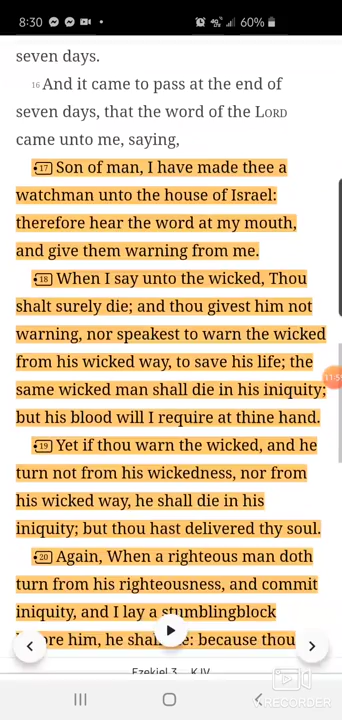 8:30
4G 60%
seven days.
16 And it came to pass at the end of
seven days, that the word of the LORD
came unto me, saying,
17 Son of man, I have made thee a
watchman unto the house of Israel:
therefore hear the word at my mouth,
and give them warning from me.
18 When I say unto the wicked, Thou
shalt surely die; and thou givest him not
warning, nor speakest to warn the wicked
from his wicked way, to save his life; the
same wicked man shall die in his iniquity;
but his blood will I require at thine hand.
19 Yet if thou warn the wicked, and he
turn not from his wickedness, nor from
his wicked way, he shall die in his
iniquity; but thou hast delivered thy soul.
20 Again, When a righteous man doth
turn from his righteousness, and commit
iniquity, and I lay a stumblingblock
him, he because thou
Ezekiel 3 KJV